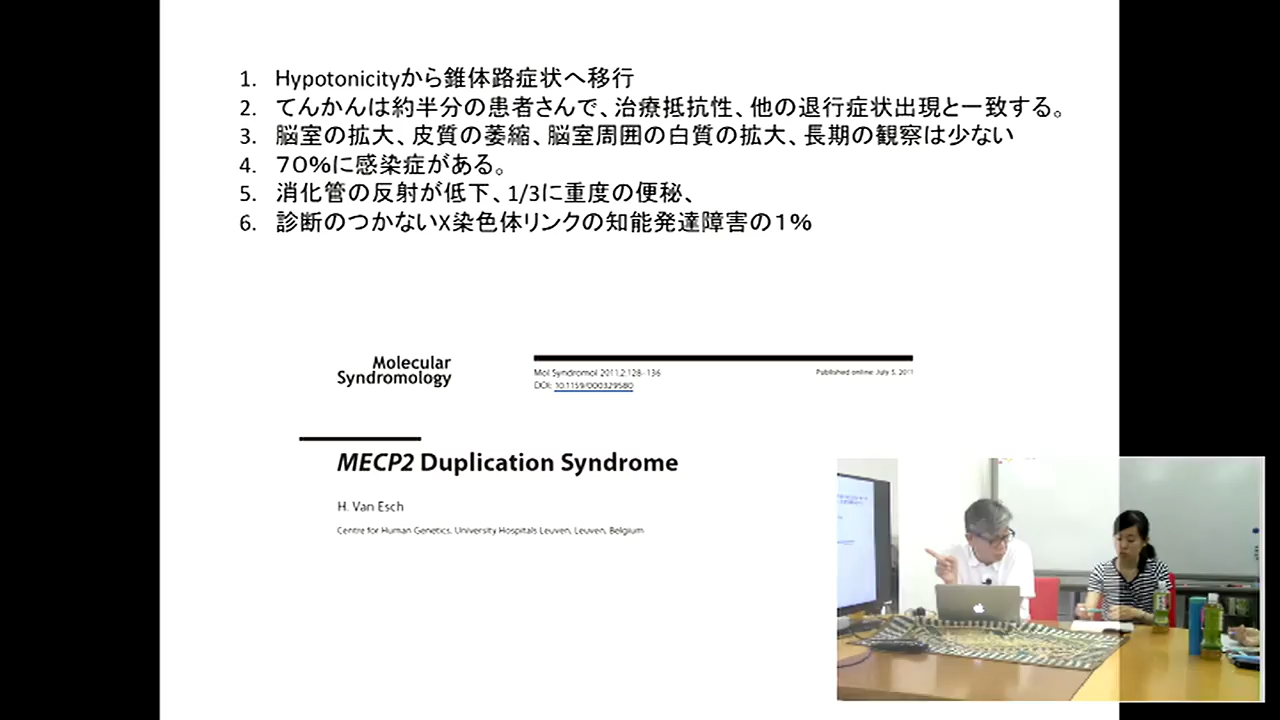 1. Hypotonicityから錐体路症状へ移行
2. てんかんは約半分の患者さんで、治療抵抗性、他の退行症状出現と一致する。
3. 脳室の拡大、皮質の萎縮、脳室周囲の白質の拡大、長期の観察は少ない
4. ７０％に感染症がある。
5. 消化管の反射が低下、1/3に重度の便秘、
6. 診断のつかないX染色体リンクの知能発達障害の１％
Molecular
Syndromology
Mol Syndromol 2011;2:128–136
DOI: 10.1159/000329580
Published online: July 5, 2011
MECP2 Duplication Syndrome
H. Van Esch
Centre for Human Genetics, University Hospitals Leuven, Leuven, Belgium